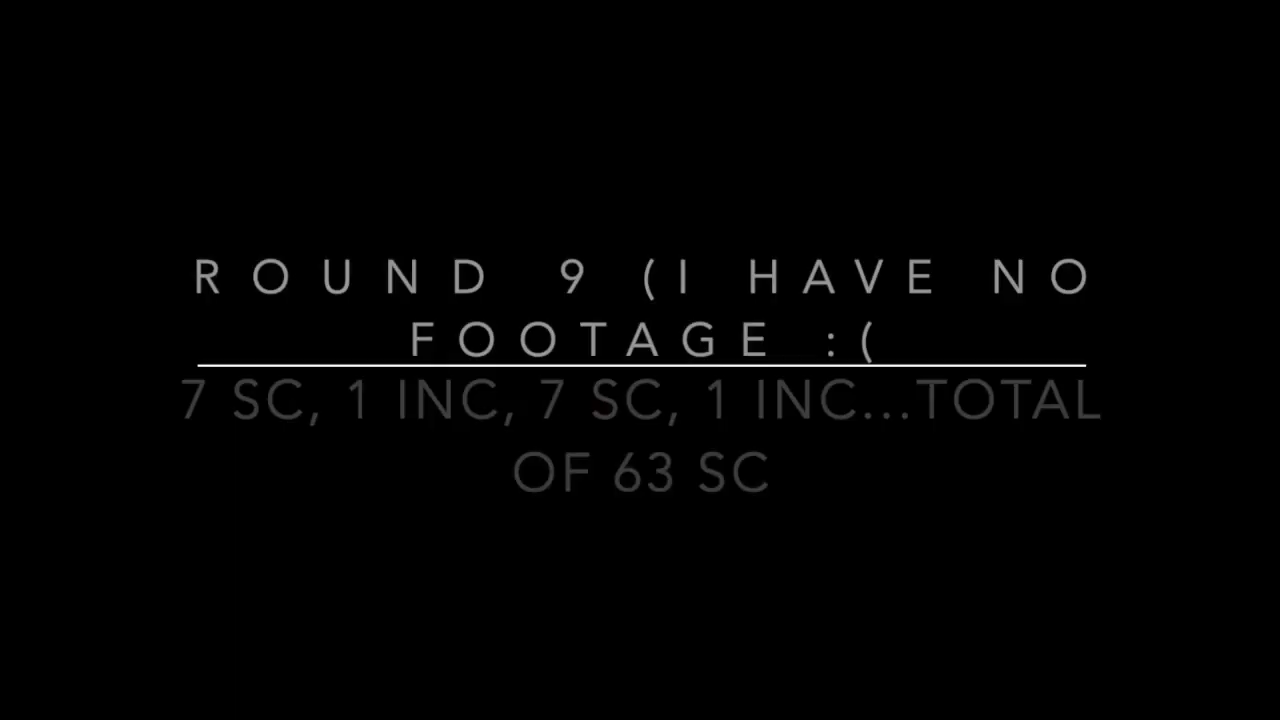 ROUND 9 (I HAVE NO
FOOTAGE :(
7 SC, 1 INC, 7 SC, 1 INC...TOTAL
OF 63 SC